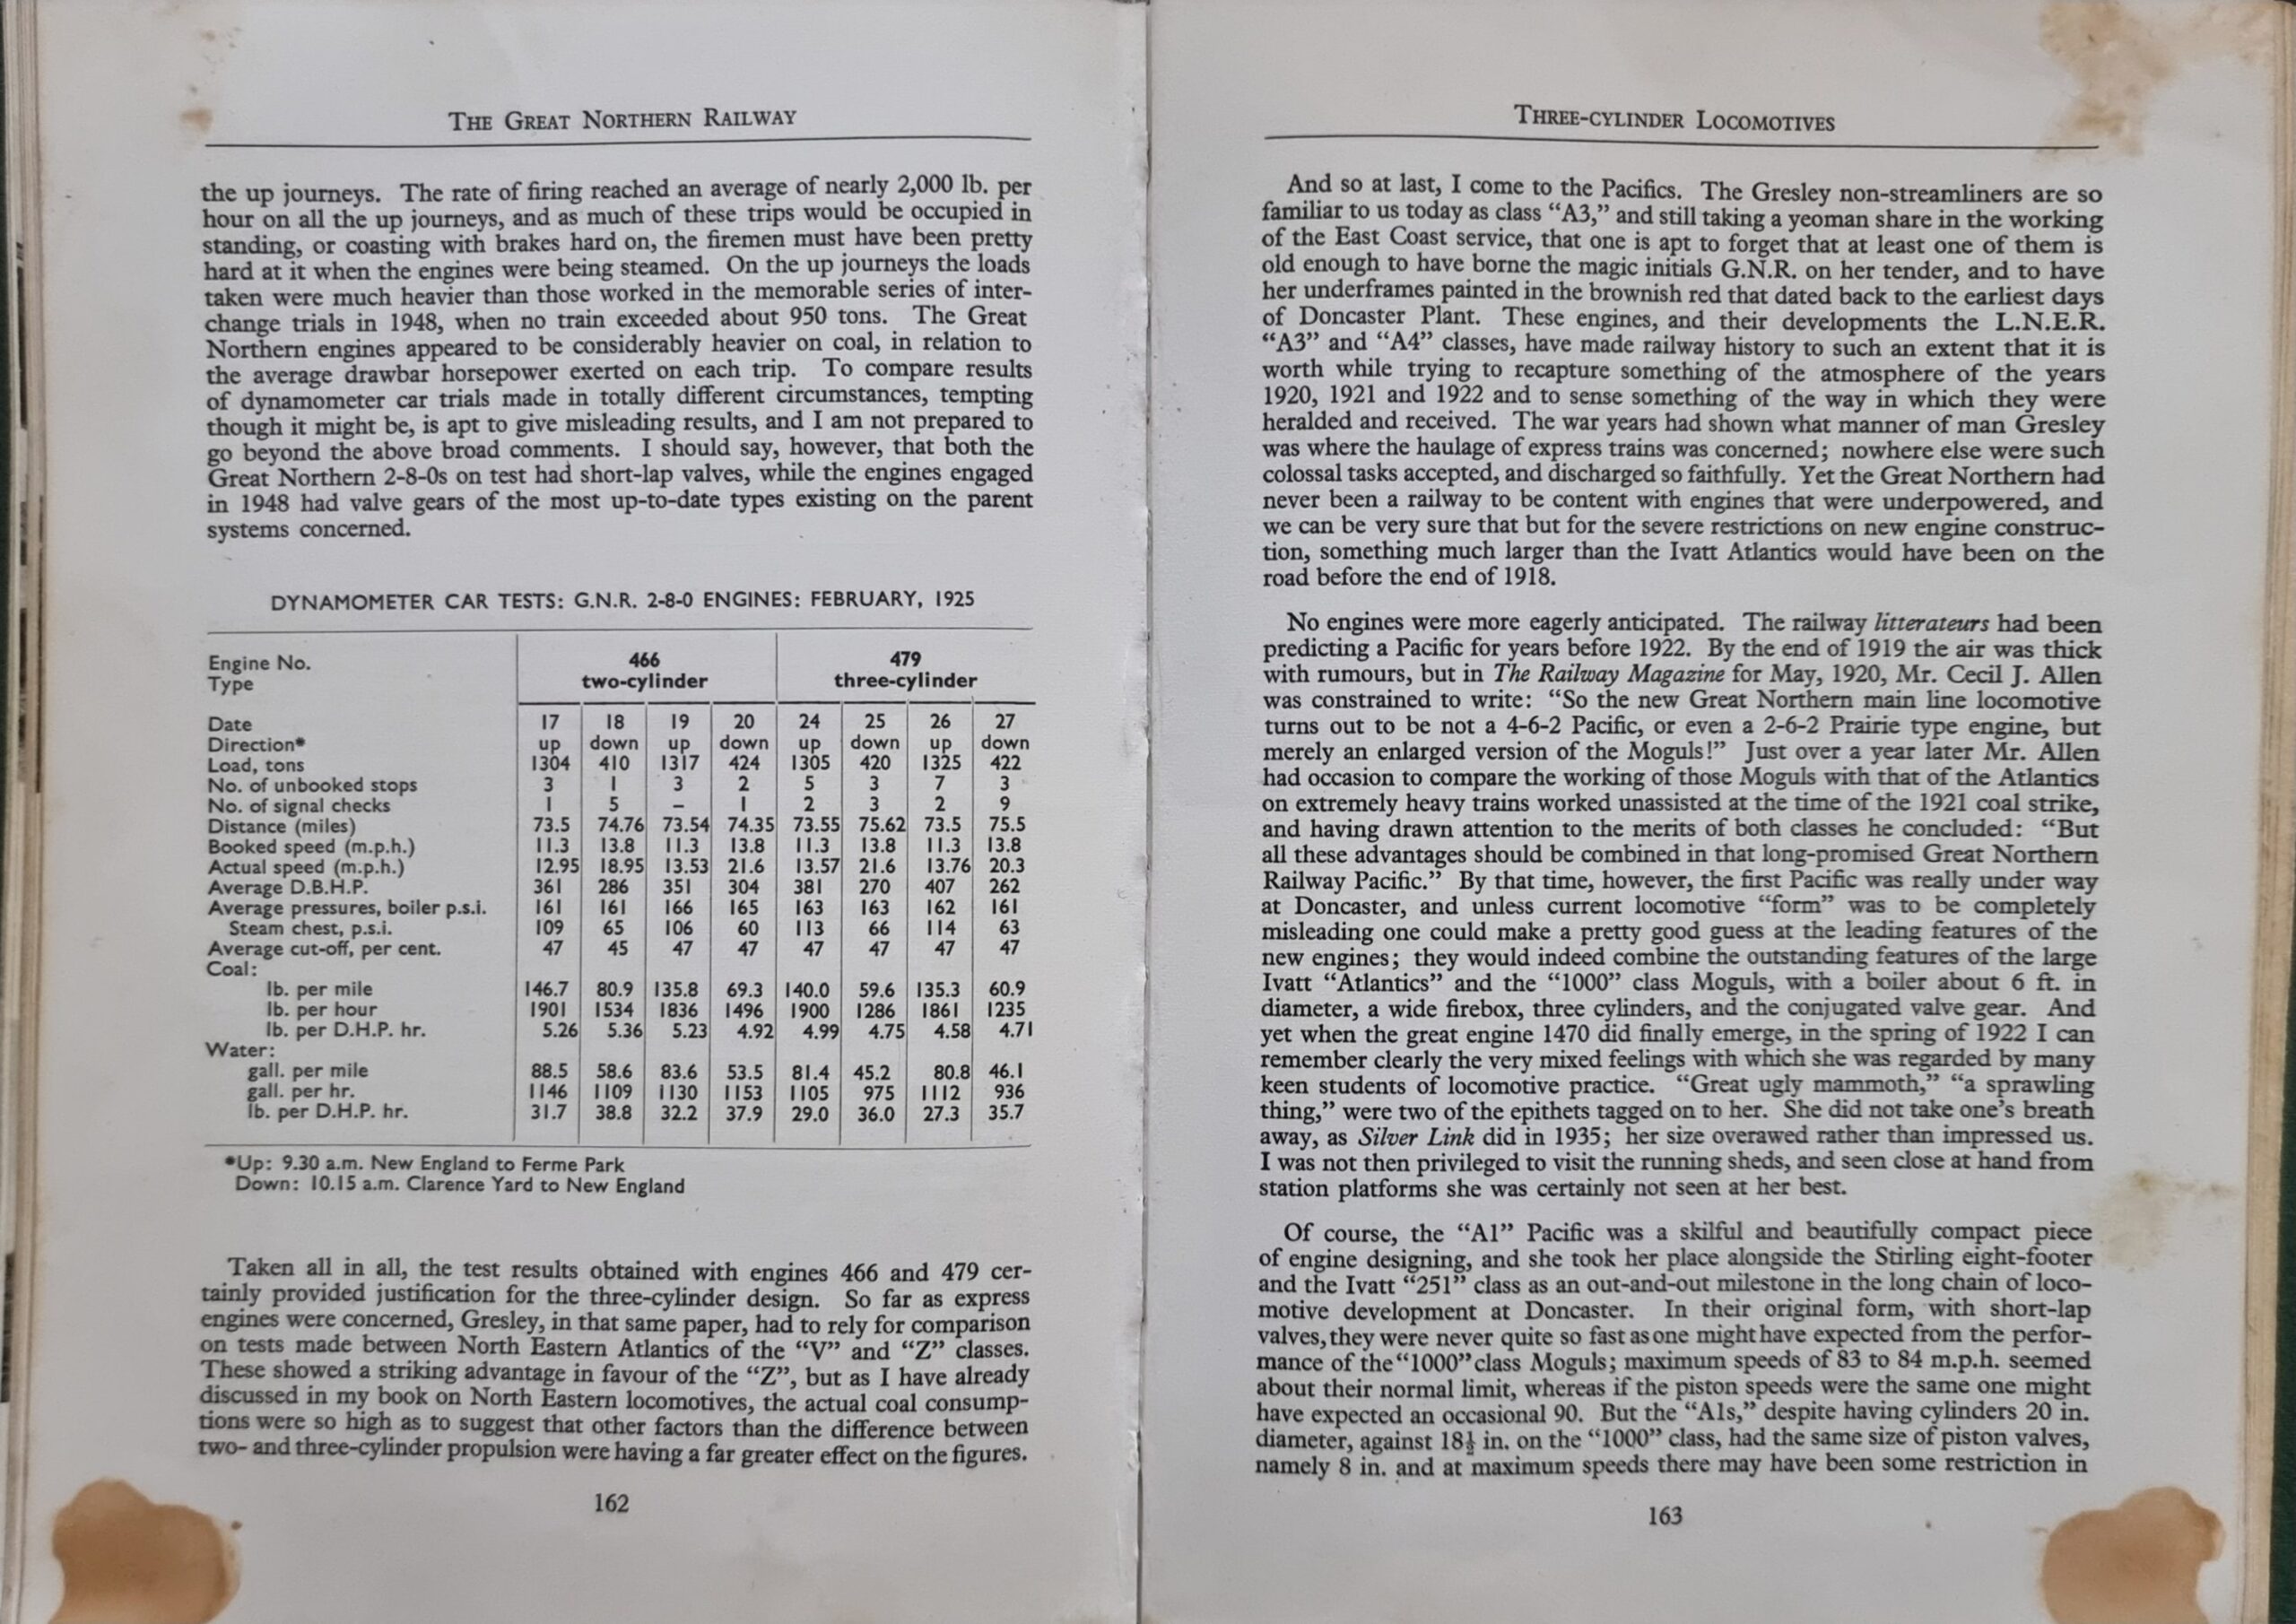 THE GREAT NORTHERN RAILWAY
the up journeys. The rate of firing reached an average of nearly 2,000 lb. per
hour on all the up journeys, and as much of these trips would be occupied in
standing, or coasting with brakes hard on, the firemen must have been pretty
hard at it when the engines were being steamed. On the up journeys the loads
taken were much heavier than those worked in the memorable series of inter-
change trials in 1948, when no train exceeded about 950 tons. The Great
Northern engines appeared to be considerably heavier on coal, in relation to
the average drawbar horsepower exerted on each trip. To compare results
of dynamometer car trials made in totally different circumstances, tempting
though it might be, is apt to give misleading results, and I am not prepared to
go beyond the above broad comments. I should say, however, that both the
Great Northern 2-8-0s on test had short-lap valves, while the engines engaged
in 1948 had valve gears of the most up-to-date types existing on the parent
systems concerned.
DYNAMOMETER CAR TESTS: G.N.R. 2-8-0 ENGINES: FEBRUARY, 1925
Engine No. 466 479
Type two-cylinder three-cylinder
Date 17 18 19 20 24 25 26 27
Direction* up down up down up down up down
Load, tons 1304 410 1317 424 1305 420 1325 422
No. of unbooked stops 3 1 3 2 5 3 7 3
No. of signal checks 1 5 – 1 2 3 2 9
Distance (miles) 73.5 74.76 73.54 74.35 73.55 75.62 73.5 75.5
Booked speed (m.p.h.) 11.3 13.8 11.3 13.8 11.3 13.8 11.3 13.8
Actual speed (m.p.h.) 12.95 18.95 13.53 21.6 13.57 21.6 13.76 20.3
Average D.B.H.P. 361 286 351 304 381 270 407 262
Average pressures, boiler p.s.i. 161 161 166 165 163 163 162 161
Steam chest, p.s.i. 109 65 106 60 113 66 114 63
Average cut-off, per cent. 47 45 47 47 47 47 47 47
Coal:
lb. per mile 146.7 80.9 135.8 69.3 140.0 59.6 135.3 60.9
lb. per hour 1901 1534 1836 1496 1900 1286 1861 1235
lb. per D.H.P. hr. 5.26 5.36 5.23 4.92 4.99 4.75 4.58 4.71
Water:
gall. per mile 88.5 58.6 83.6 53.5 81.4 45.2 80.8 46.1
gall. per hr. 1146 1109 1130 1153 1105 975 1112 936
lb. per D.H.P. hr. 31.7 38.8 32.2 37.9 29.0 36.0 27.3 35.7
*Up: 9.30 a.m. New England to Ferme Park
Down: 10.15 a.m. Clarence Yard to New England
Taken all in all, the test results obtained with engines 466 and 479 cer-
tainly provided justification for the three-cylinder design. So far as express
engines were concerned, Gresley, in that same paper, had to rely for comparison
on tests made between North Eastern Atlantics of the “V” and “Z” classes.
These showed a striking advantage in favour of the “Z”, but as I have already
discussed in my book on North Eastern locomotives, the actual coal consump-
tions were so high as to suggest that other factors than the difference between
two- and three-cylinder propulsion were having a far greater effect on the figures.
162
THREE-CYLINDER LOCOMOTIVES
And so at last, I come to the Pacifics. The Gresley non-streamliners are so
familiar to us today as class “A3,” and still taking a yeoman share in the working
of the East Coast service, that one is apt to forget that at least one of them is
old enough to have borne the magic initials G.N.R. on her tender, and to have
her underframes painted in the brownish red that dated back to the earliest days
of Doncaster Plant. These engines, and their developments the L.N.E.R.
“A3” and “A4” classes, have made railway history to such an extent that it is
worth while trying to recapture something of the atmosphere of the years
1920, 1921 and 1922 and to sense something of the way in which they were
heralded and received. The war years had shown what manner of man Gresley
was where the haulage of express trains was concerned; nowhere else were such
colossal tasks accepted, and discharged so faithfully. Yet the Great Northern had
never been a railway to be content with engines that were underpowered, and
we can be very sure that but for the severe restrictions on new engine construc-
tion, something much larger than the Ivatt Atlantics would have been on the
road before the end of 1918.
No engines were more eagerly anticipated. The railway litterateurs had been
predicting a Pacific for years before 1922. By the end of 1919 the air was thick
with rumours, but in The Railway Magazine for May, 1920, Mr. Cecil J. Allen
was constrained to write: “So the new Great Northern main line locomotive
turns out to be not a 4-6-2 Pacific, or even a 2-6-2 Prairie type engine, but
merely an enlarged version of the Moguls!” Just over a year later Mr. Allen
had occasion to compare the working of those Moguls with that of the Atlantics
on extremely heavy trains worked unassisted at the time of the 1921 coal strike,
and having drawn attention to the merits of both classes he concluded: “But
all these advantages should be combined in that long-promised Great Northern
Railway Pacific.” By that time, however, the first Pacific was really under way
at Doncaster, and unless current locomotive “form” was to be completely
misleading one could make a pretty good guess at the leading features of the
new engines; they would indeed combine the outstanding features of the large
Ivatt “Atlantics” and the “1000” class Moguls, with a boiler about 6 ft. in
diameter, a wide firebox, three cylinders, and the conjugated valve gear. And
yet when the great engine 1470 did finally emerge, in the spring of 1922 I can
remember clearly the very mixed feelings with which she was regarded by many
keen students of locomotive practice. “Great ugly mammoth,” “a sprawling
thing,” were two of the epithets tagged on to her. She did not take one’s breath
away, as Silver Link did in 1935; her size overawed rather than impressed us.
I was not then privileged to visit the running sheds, and seen close at hand from
station platforms she was certainly not seen at her best.
Of course, the “A1” Pacific was a skilful and beautifully compact piece
of engine designing, and she took her place alongside the Stirling eight-footer
and the Ivatt “251” class as an out-and-out milestone in the long chain of loco-
motive development at Doncaster. In their original form, with short-lap
valves, they were never quite so fast as one might have expected from the perfor-
mance of the “1000” class Moguls; maximum speeds of 83 to 84 m.p.h. seemed
about their normal limit, whereas if the piston speeds were the same one might
have expected an occasional 90. But the “A1s,” despite having cylinders 20 in.
diameter, against 18½ in. on the “1000” class, had the same size of piston valves,
namely 8 in. and at maximum speeds there may have been some restriction in
163